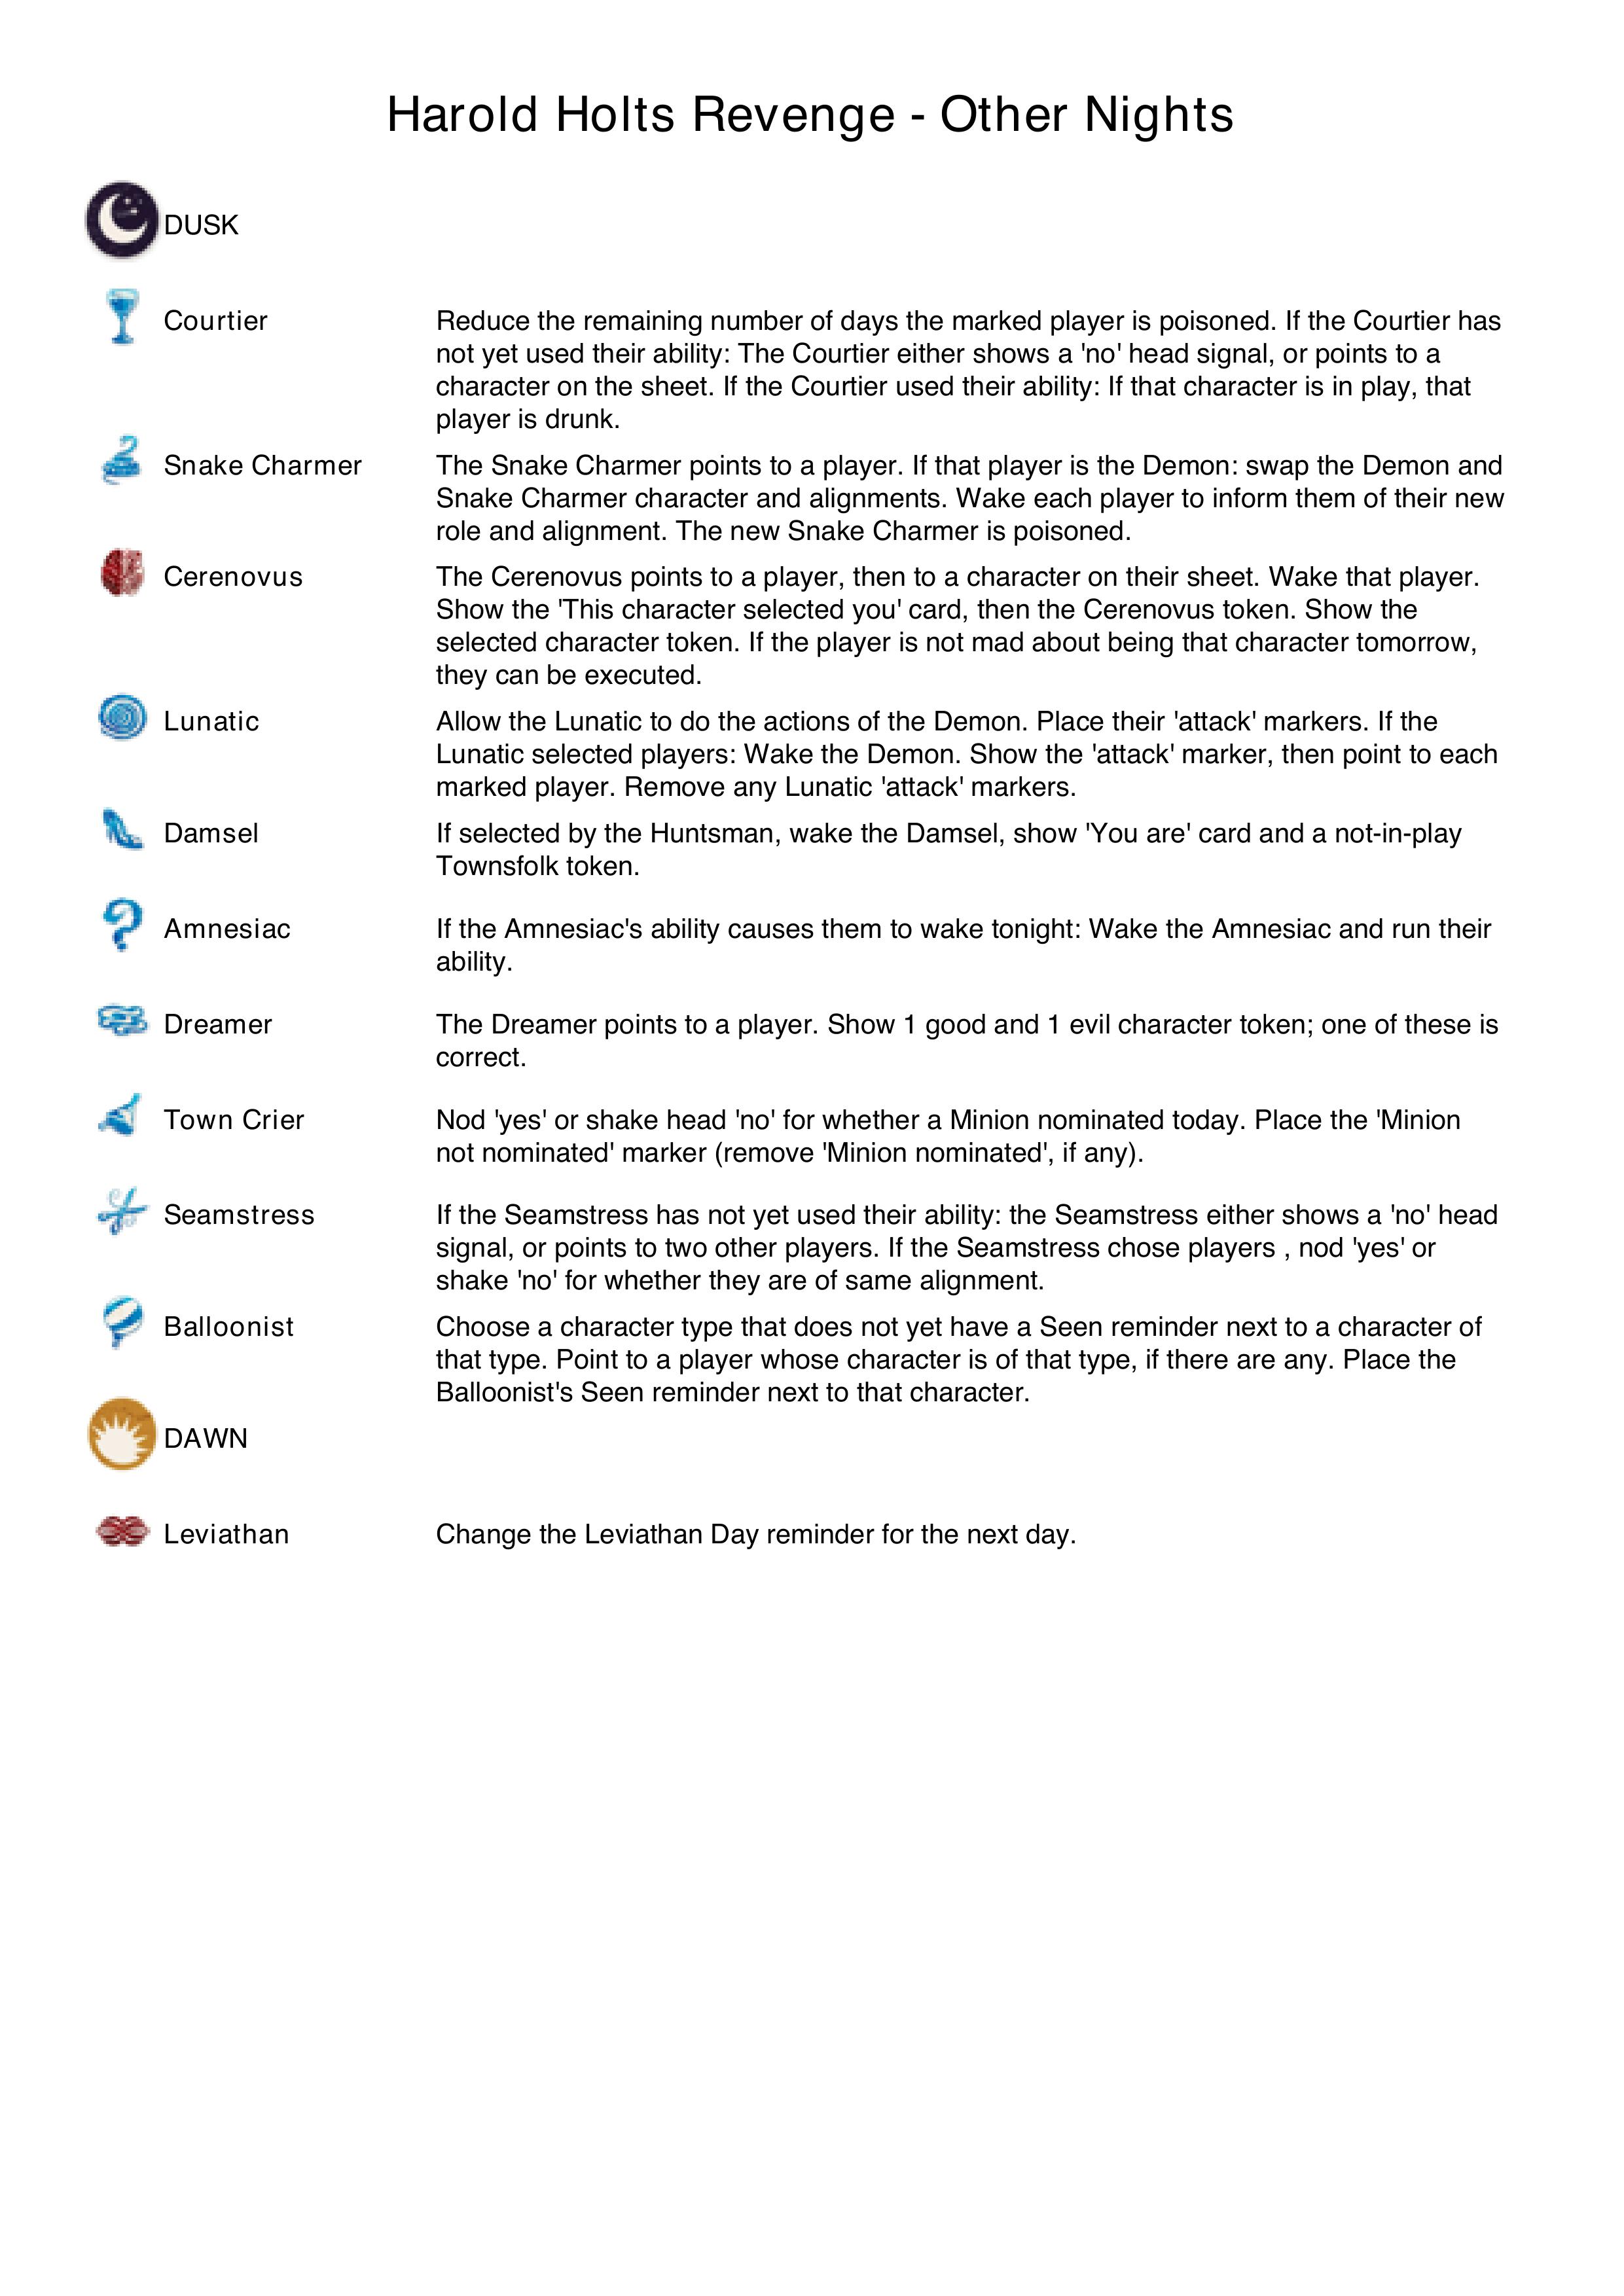 Harold Holts Revenge - Other Nights
DUSK
Courtier
Reduce the remaining number of days the marked player is poisoned. If the Courtier has
not yet used their ability: The Courtier either shows a 'no' head signal, or points to a
character on the sheet. If the Courtier used their ability: If that character is in play, that
player is drunk.
Snake Charmer
The Snake Charmer points to a player. If that player is the Demon: swap the Demon and
Snake Charmer character and alignments. Wake each player to inform them of their new
role and alignment. The new Snake Charmer is poisoned.
Cerenovus
The Cerenovus points to a player, then to a character on their sheet. Wake that player.
Show the 'This character selected you' card, then the Cerenovus token. Show the
selected character token. If the player is not mad about being that character tomorrow,
they can be executed.
Lunatic
Allow the Lunatic to do the actions of the Demon. Place their 'attack' markers. If the
Lunatic selected players: Wake the Demon. Show the 'attack' marker, then point to each
marked player. Remove any Lunatic 'attack' markers.
Damsel
If selected by the Huntsman, wake the Damsel, show 'You are' card and a not-in-play
Townsfolk token.
Amnesiac
If the Amnesiac's ability causes them to wake tonight: Wake the Amnesiac and run their
ability.
Dreamer
The Dreamer points to a player. Show 1 good and 1 evil character token; one of these is
correct.
Town Crier
Nod 'yes' or shake head 'no' for whether a Minion nominated today. Place the 'Minion
not nominated' marker (remove 'Minion nominated', if any).
Seamstress
If the Seamstress has not yet used their ability: the Seamstress either shows a 'no' head
signal, or points to two other players. If the Seamstress chose players , nod 'yes' or
shake 'no' for whether they are of same alignment.
Balloonist
Choose a character type that does not yet have a Seen reminder next to a character of
that type. Point to a player whose character is of that type, if there are any. Place the
Balloonist's Seen reminder next to that character.
DAWN
Leviathan
Change the Leviathan Day reminder for the next day.